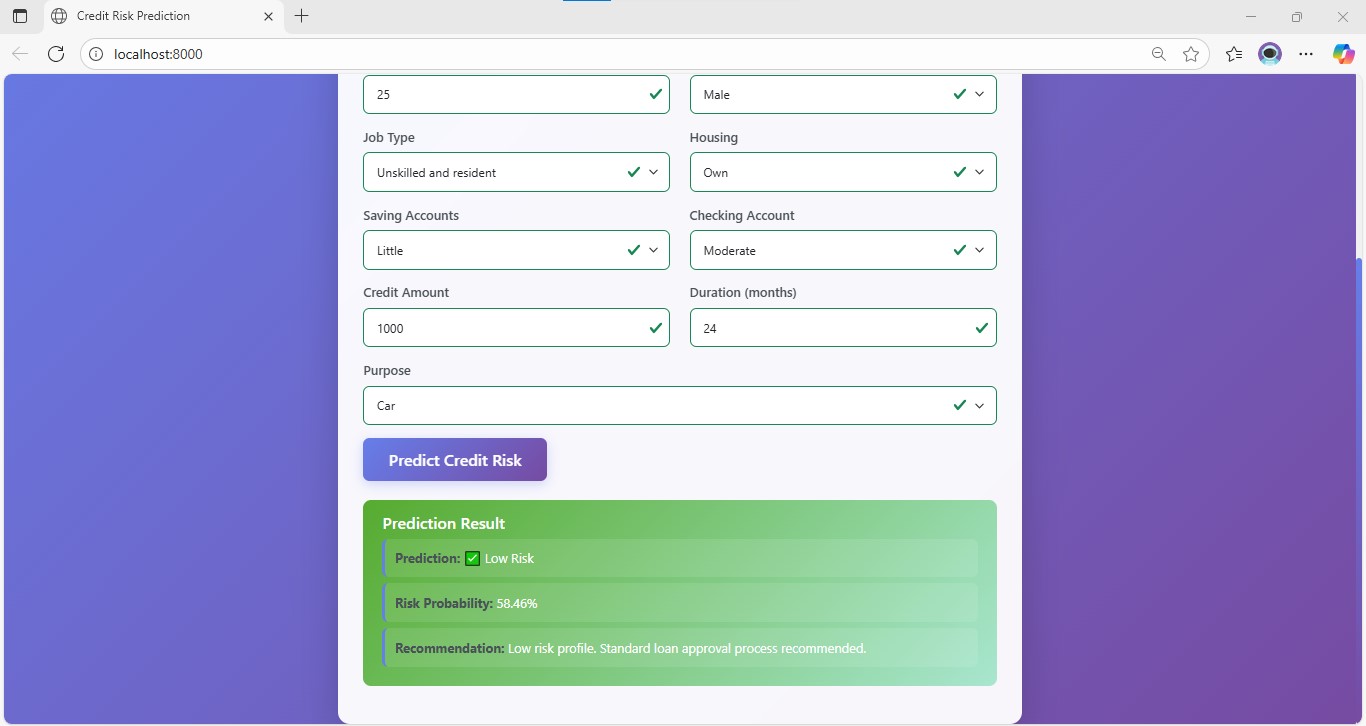 Credit Risk Prediction
localhost:8000
25
Male
Job Type
Housing
Unskilled and resident
Own
Saving Accounts
Checking Account
Little
Moderate
Credit Amount
Duration (months)
1000
24
Purpose
Car
Predict Credit Risk
Prediction Result
Prediction: ✅ Low Risk
Risk Probability: 58.46%
Recommendation: Low risk profile. Standard loan approval process recommended.